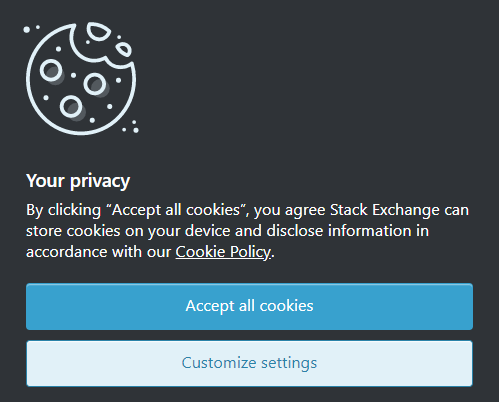 Your privacy
By clicking “Accept all cookies”, you agree Stack Exchange can
store cookies on your device and disclose information in
accordance with our Cookie Policy.
Accept all cookies
Customize settings